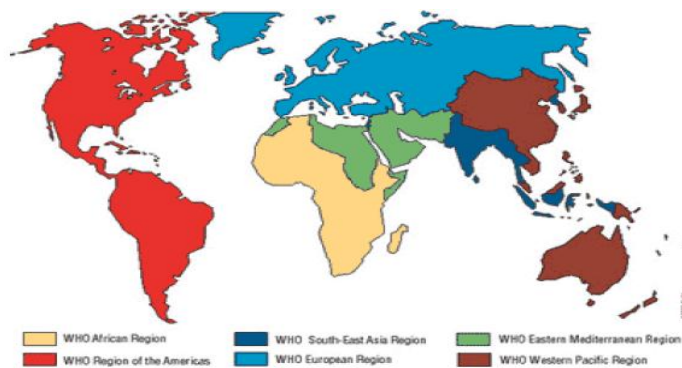 WHO African Region
WHO South-East Asia Region
WHO Eastern Mediterranean Region
WHO Region of the Americas
WHO European Region
WHO Western Pacific Region